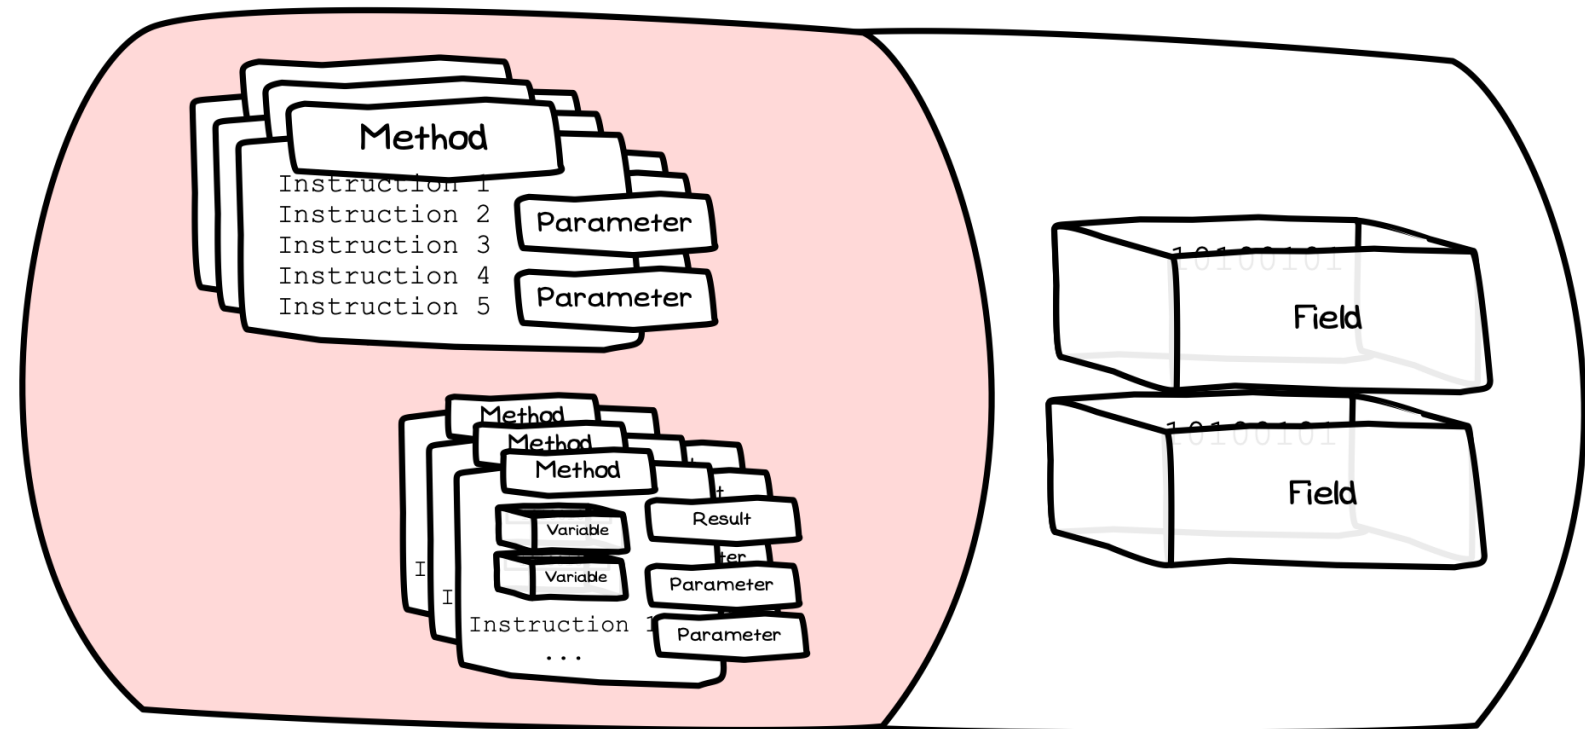 Method
Instruction 1
Instruction 2
Instruction 3
Instruction 4
Instruction 5
Parameter
Parameter
Method
Method
Method
Variable
Variable
Result
Parameter
Parameter
Instruction 1
...
10100101
Field
10100101
Field